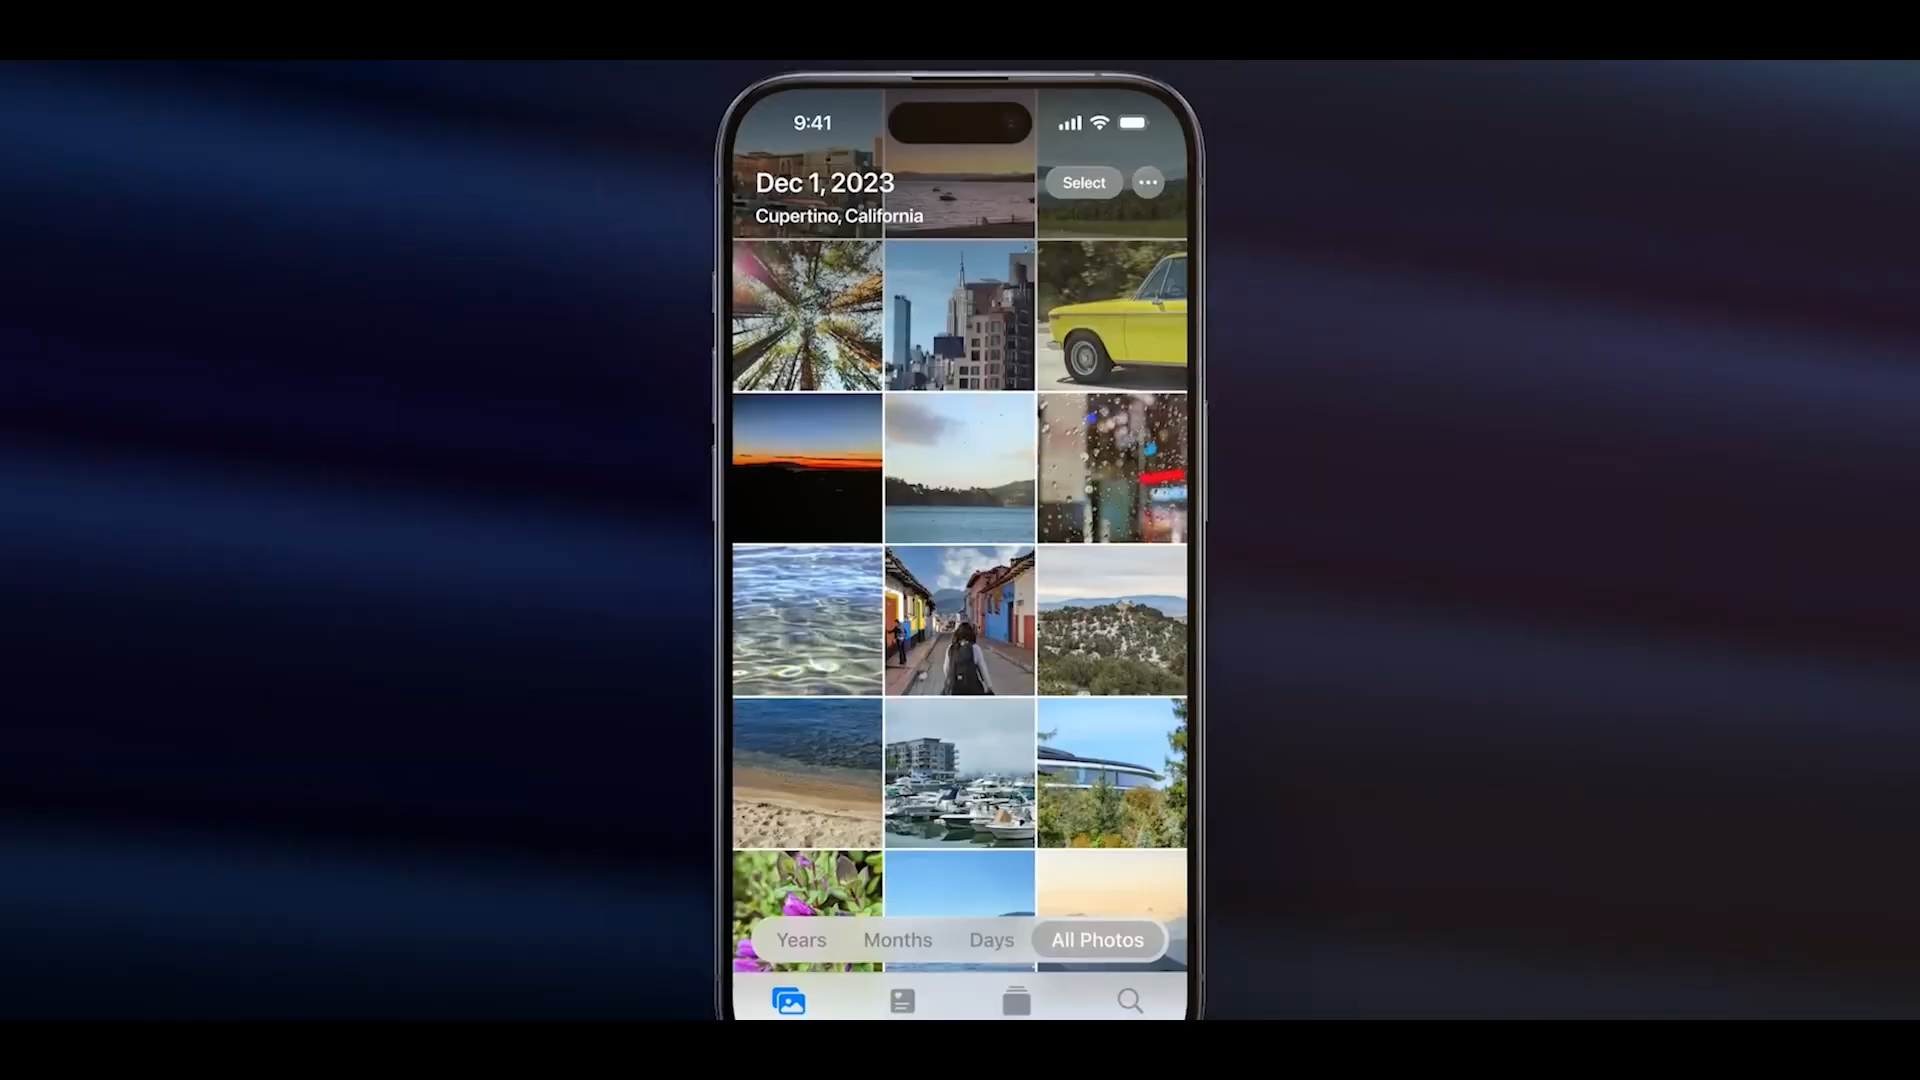 9:41
Dec 1, 2023
Select
Cupertino, California
Years
Months
Days
All Photos